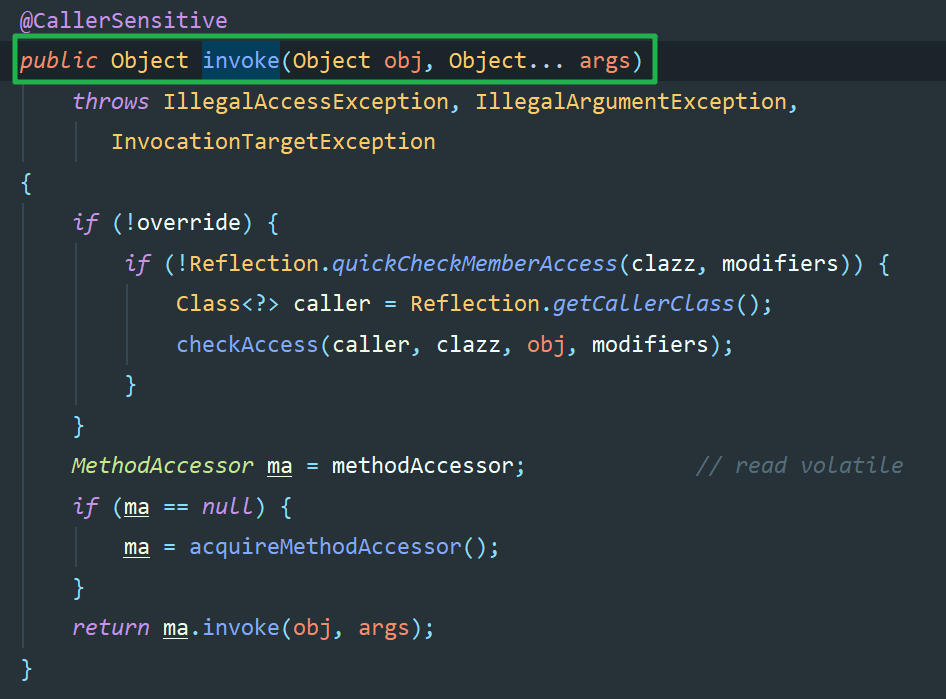 @CallerSensitive
public Object invoke(Object obj, Object... args)
    throws IllegalAccessException, IllegalArgumentException,
       InvocationTargetException
{
    if (!override) {
        if (!Reflection.quickCheckMemberAccess(clazz, modifiers)) {
            Class<?> caller = Reflection.getCallerClass();
            checkAccess(caller, clazz, obj, modifiers);
        }
    }
    MethodAccessor ma = methodAccessor;             // read volatile
    if (ma == null) {
        ma = acquireMethodAccessor();
    }
    return ma.invoke(obj, args);
}